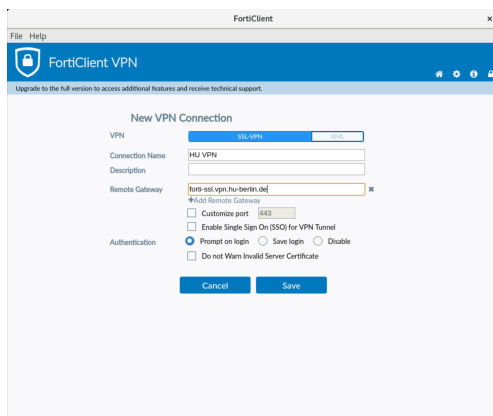 FortiClient
File Help
FortiClient VPN
Upgrade to the full version to access additional features and receive technical support.
New VPN Connection
VPN SSL-VPN XML
Connection Name HU VPN
Description
Remote Gateway forti-ssl.vpn.hu-berlin.de
+Add Remote Gateway
Customize port 443
Enable Single Sign On (SSO) for VPN Tunnel
Authentication Prompt on login Save login Disable
Do not Warn Invalid Server Certificate
Cancel Save